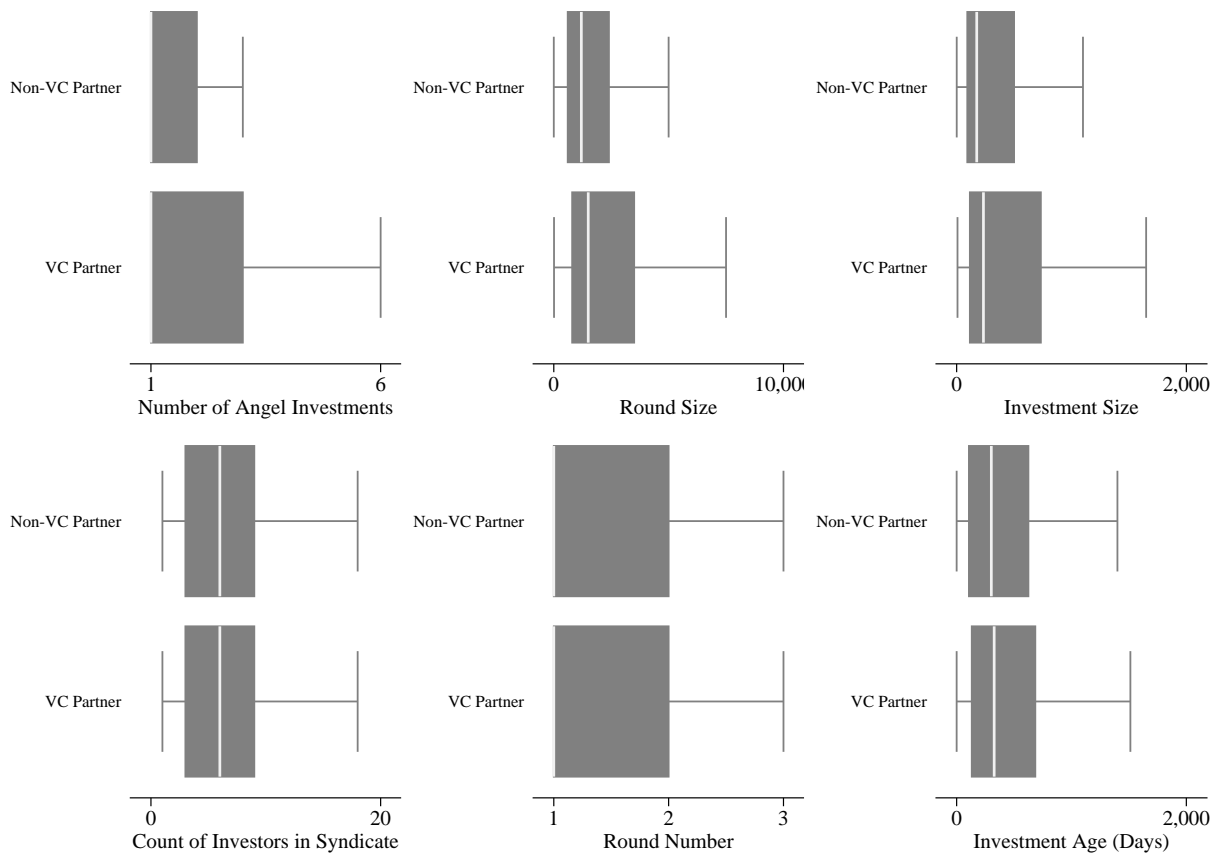 Non-VC Partner
VC Partner
1 6
Number of Angel Investments
Non-VC Partner
VC Partner
0 10,00
Round Size
Non-VC Partner
VC Partner
0 2,000
Investment Size
Non-VC Partner
VC Partner
0 20
Count of Investors in Syndicate
Non-VC Partner
VC Partner
1 2 3
Round Number
Non-VC Partner
VC Partner
0 2,000
Investment Age (Days)